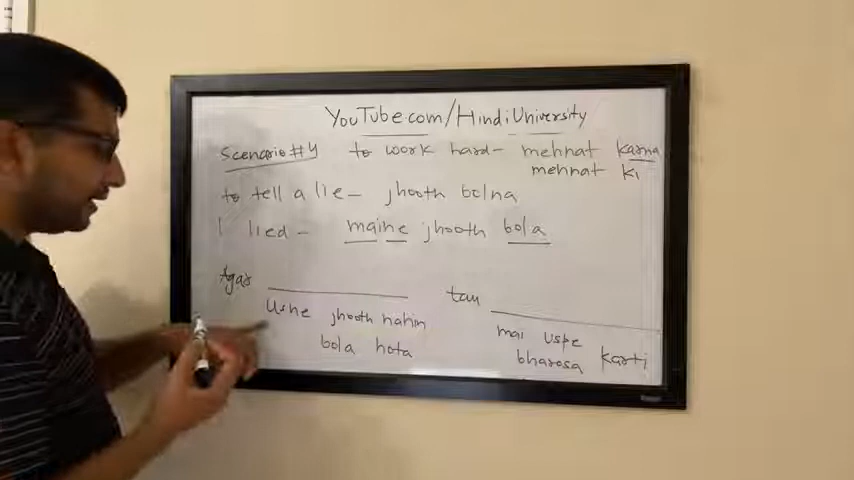 YouTube.com/HindiUniversity
Scenario#4 to work hard- mehnat karna
mehnat ki
to tell a lie- jhooth bolna
I lied- maine jhooth bola
Agar tau
Usne jhooth nahin mai uspe
bola hota bharosa karti